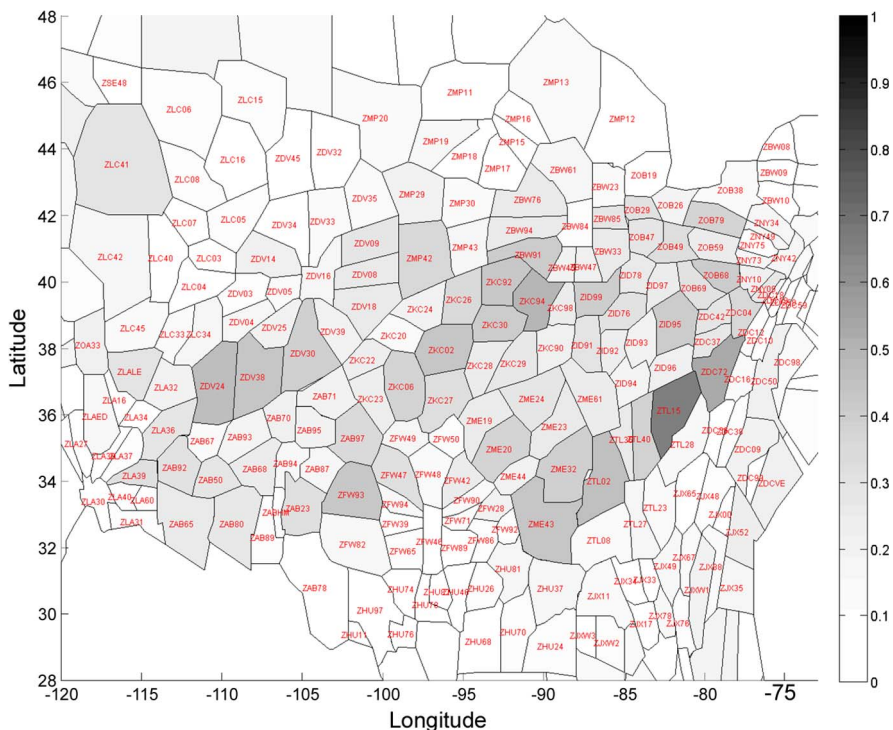 48
46
44
42
40
38
36
34
32
30
28
Latitude
-120
-115
-110
-105
-100
-95
-90
-85
-80
-75
Longitude
1
0.9
0.8
0.7
0.6
0.5
0.4
0.3
0.2
0.1
0
ZSE48
ZLC06
ZLC15
ZMP20
ZMP11
ZMP13
ZMP16
ZMP12
ZLC41
ZLC16
ZDV45
ZDV32
ZMP19
ZMP18
ZMP15
ZMP17
ZBW08
ZLC08
ZBW61
ZOB19
ZBW09
ZDV35
ZMP29
ZMP30
ZBW76
ZBW23
ZOB38
ZBW10
ZLC07
ZLC05
ZDV34
ZDV33
ZBW94
ZBW84
ZBW85
ZOB29
ZOB26
ZOB79
ZNY34
ZLC42
ZLC40
ZLC03
ZDV14
ZDV09
ZMP42
ZMP43
ZBW91
ZBW33
ZOB47
ZOB49
ZOB59
ZNY49
ZNY75
ZNY73
ZNY42
ZLC04
ZDV03
ZDV05
ZDV16
ZDV08
ZKC92
ZBW47
ZID78
ZID97
ZOB69
ZOB68
ZNY10
ZLC45
ZLC33
ZLC34
ZDV04
ZDV25
ZDV39
ZDV18
ZKC24
ZKC26
ZKC94
ZKC98
ZID99
ZID76
ZID95
ZDC42
ZDC04
ZOA33
ZKC20
ZKC30
ZDC37
ZDC12
ZLALE
ZLA32
ZDV24
ZDV38
ZDV30
ZKC22
ZKC02
ZKC28
ZKC29
ZKC90
ZID91
ZID92
ZID93
ZID96
ZDC72
ZDC16
ZDC50
ZDC98
ZLA16
ZAB71
ZKC23
ZKC06
ZKC27
ZME24
ZME61
ZID94
ZTL15
ZLAED
ZLA34
ZLA36
ZAB70
ZAB95
ZME19
ZME23
ZLA27
ZLA37
ZAB67
ZAB93
ZAB97
ZFW49
ZFW50
ZME20
ZTL40
ZTL28
ZDC09
ZLA39
ZAB92
ZAB50
ZAB68
ZAB94
ZAB87
ZFW47
ZFW48
ZFW42
ZME44
ZME32
ZTL02
ZDCVE
ZLA30
ZLA60
ZLA31
ZAB65
ZAB80
ZAB23
ZFW93
ZFW94
ZFW90
ZFW28
ZME43
ZTL23
ZJX65
ZJX48
ZAB89
ZFW82
ZFW39
ZFW71
ZFW92
ZTL27
ZJX52
ZFW65
ZFW46
ZFW89
ZFW86
ZTL08
ZJX67
ZAB78
ZHU81
ZJX49
ZJX38
ZHU97
ZHU74
ZHU26
ZHU37
ZJX11
ZJX33
ZJXW1
ZJX35
ZHU78
ZJX17
ZJX78
ZJX76
ZHU11
ZHU76
ZHU68
ZHU70
ZHU24
ZJXW3
ZJXW2